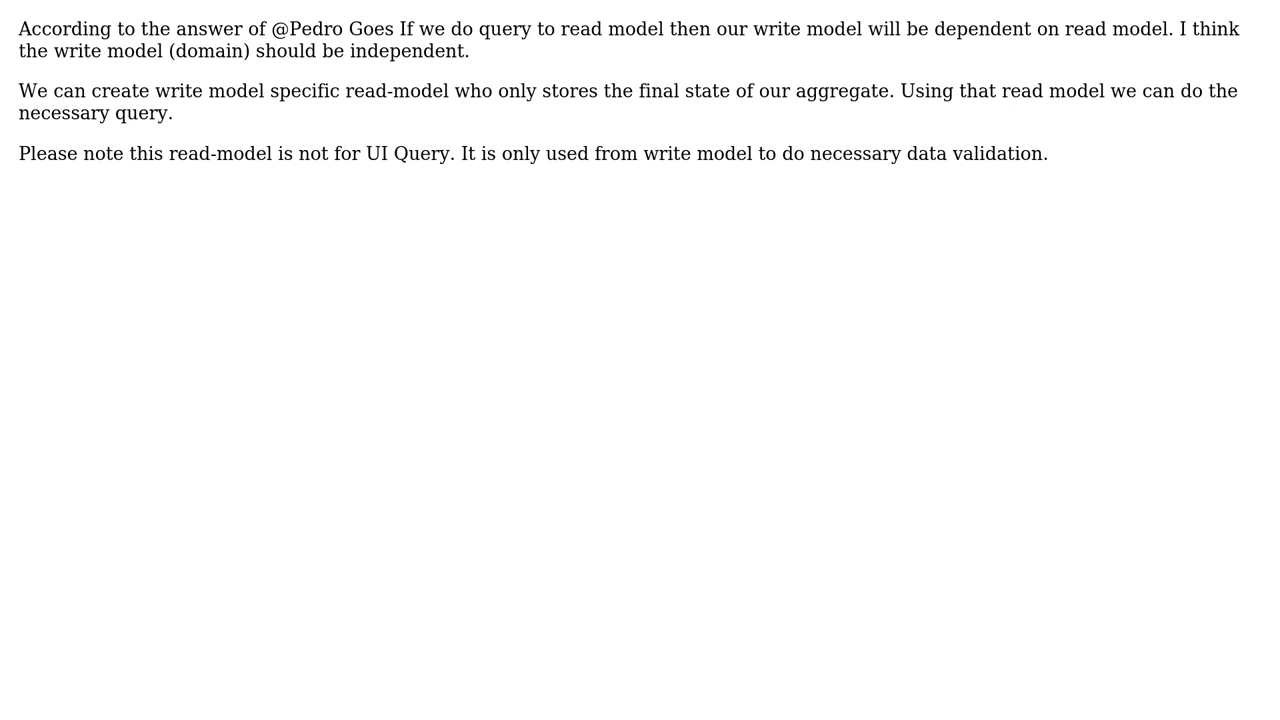 According to the answer of @Pedro Goes If we do query to read model then our write model will be dependent on read model. I think
the write model (domain) should be independent.
We can create write model specific read-model who only stores the final state of our aggregate. Using that read model we can do the
necessary query.
Please note this read-model is not for UI Query. It is only used from write model to do necessary data validation.